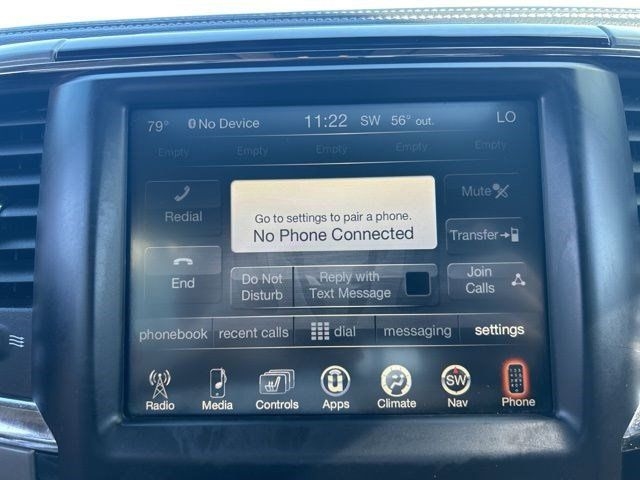 79° No Device 11:22 SW 56° out. LO
Empty Empty Empty Empty Empty
Redial
Go to settings to pair a phone.
No Phone Connected
Mute
Transfer
End
Do Not
Disturb
Reply with
Text Message
Join
Calls
phonebook recent calls dial messaging settings
SW
Radio Media Controls Apps Climate Nav Phone